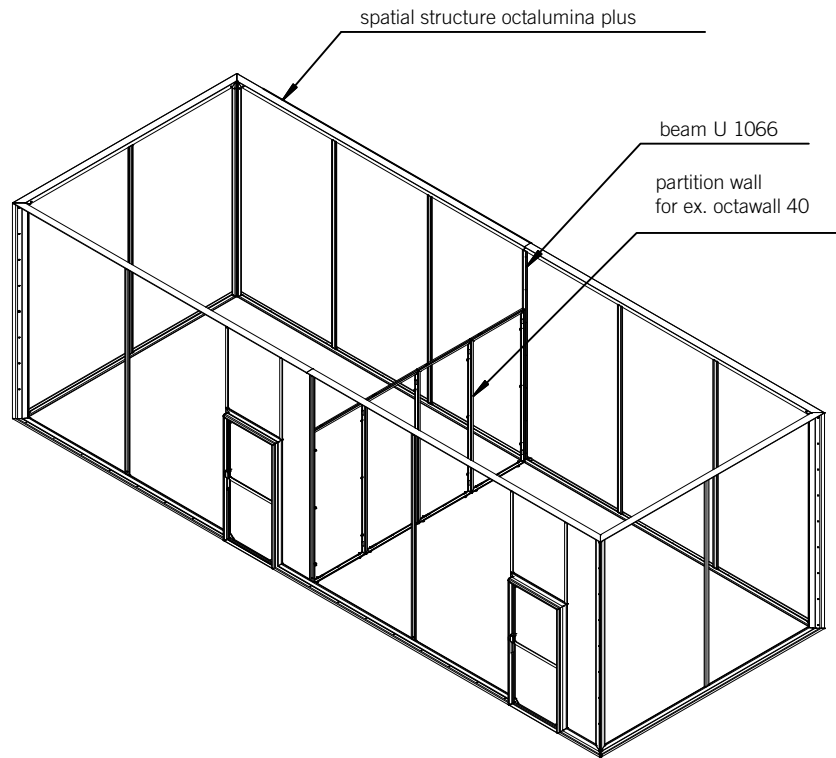 spatial structure octalumina plus
beam U 1066
partition wall
for ex. octawall 40